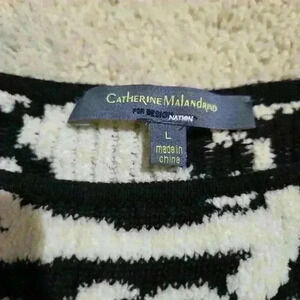 CATHERINE MALANDRINO
FOR DESIGNATION
L
made in
china